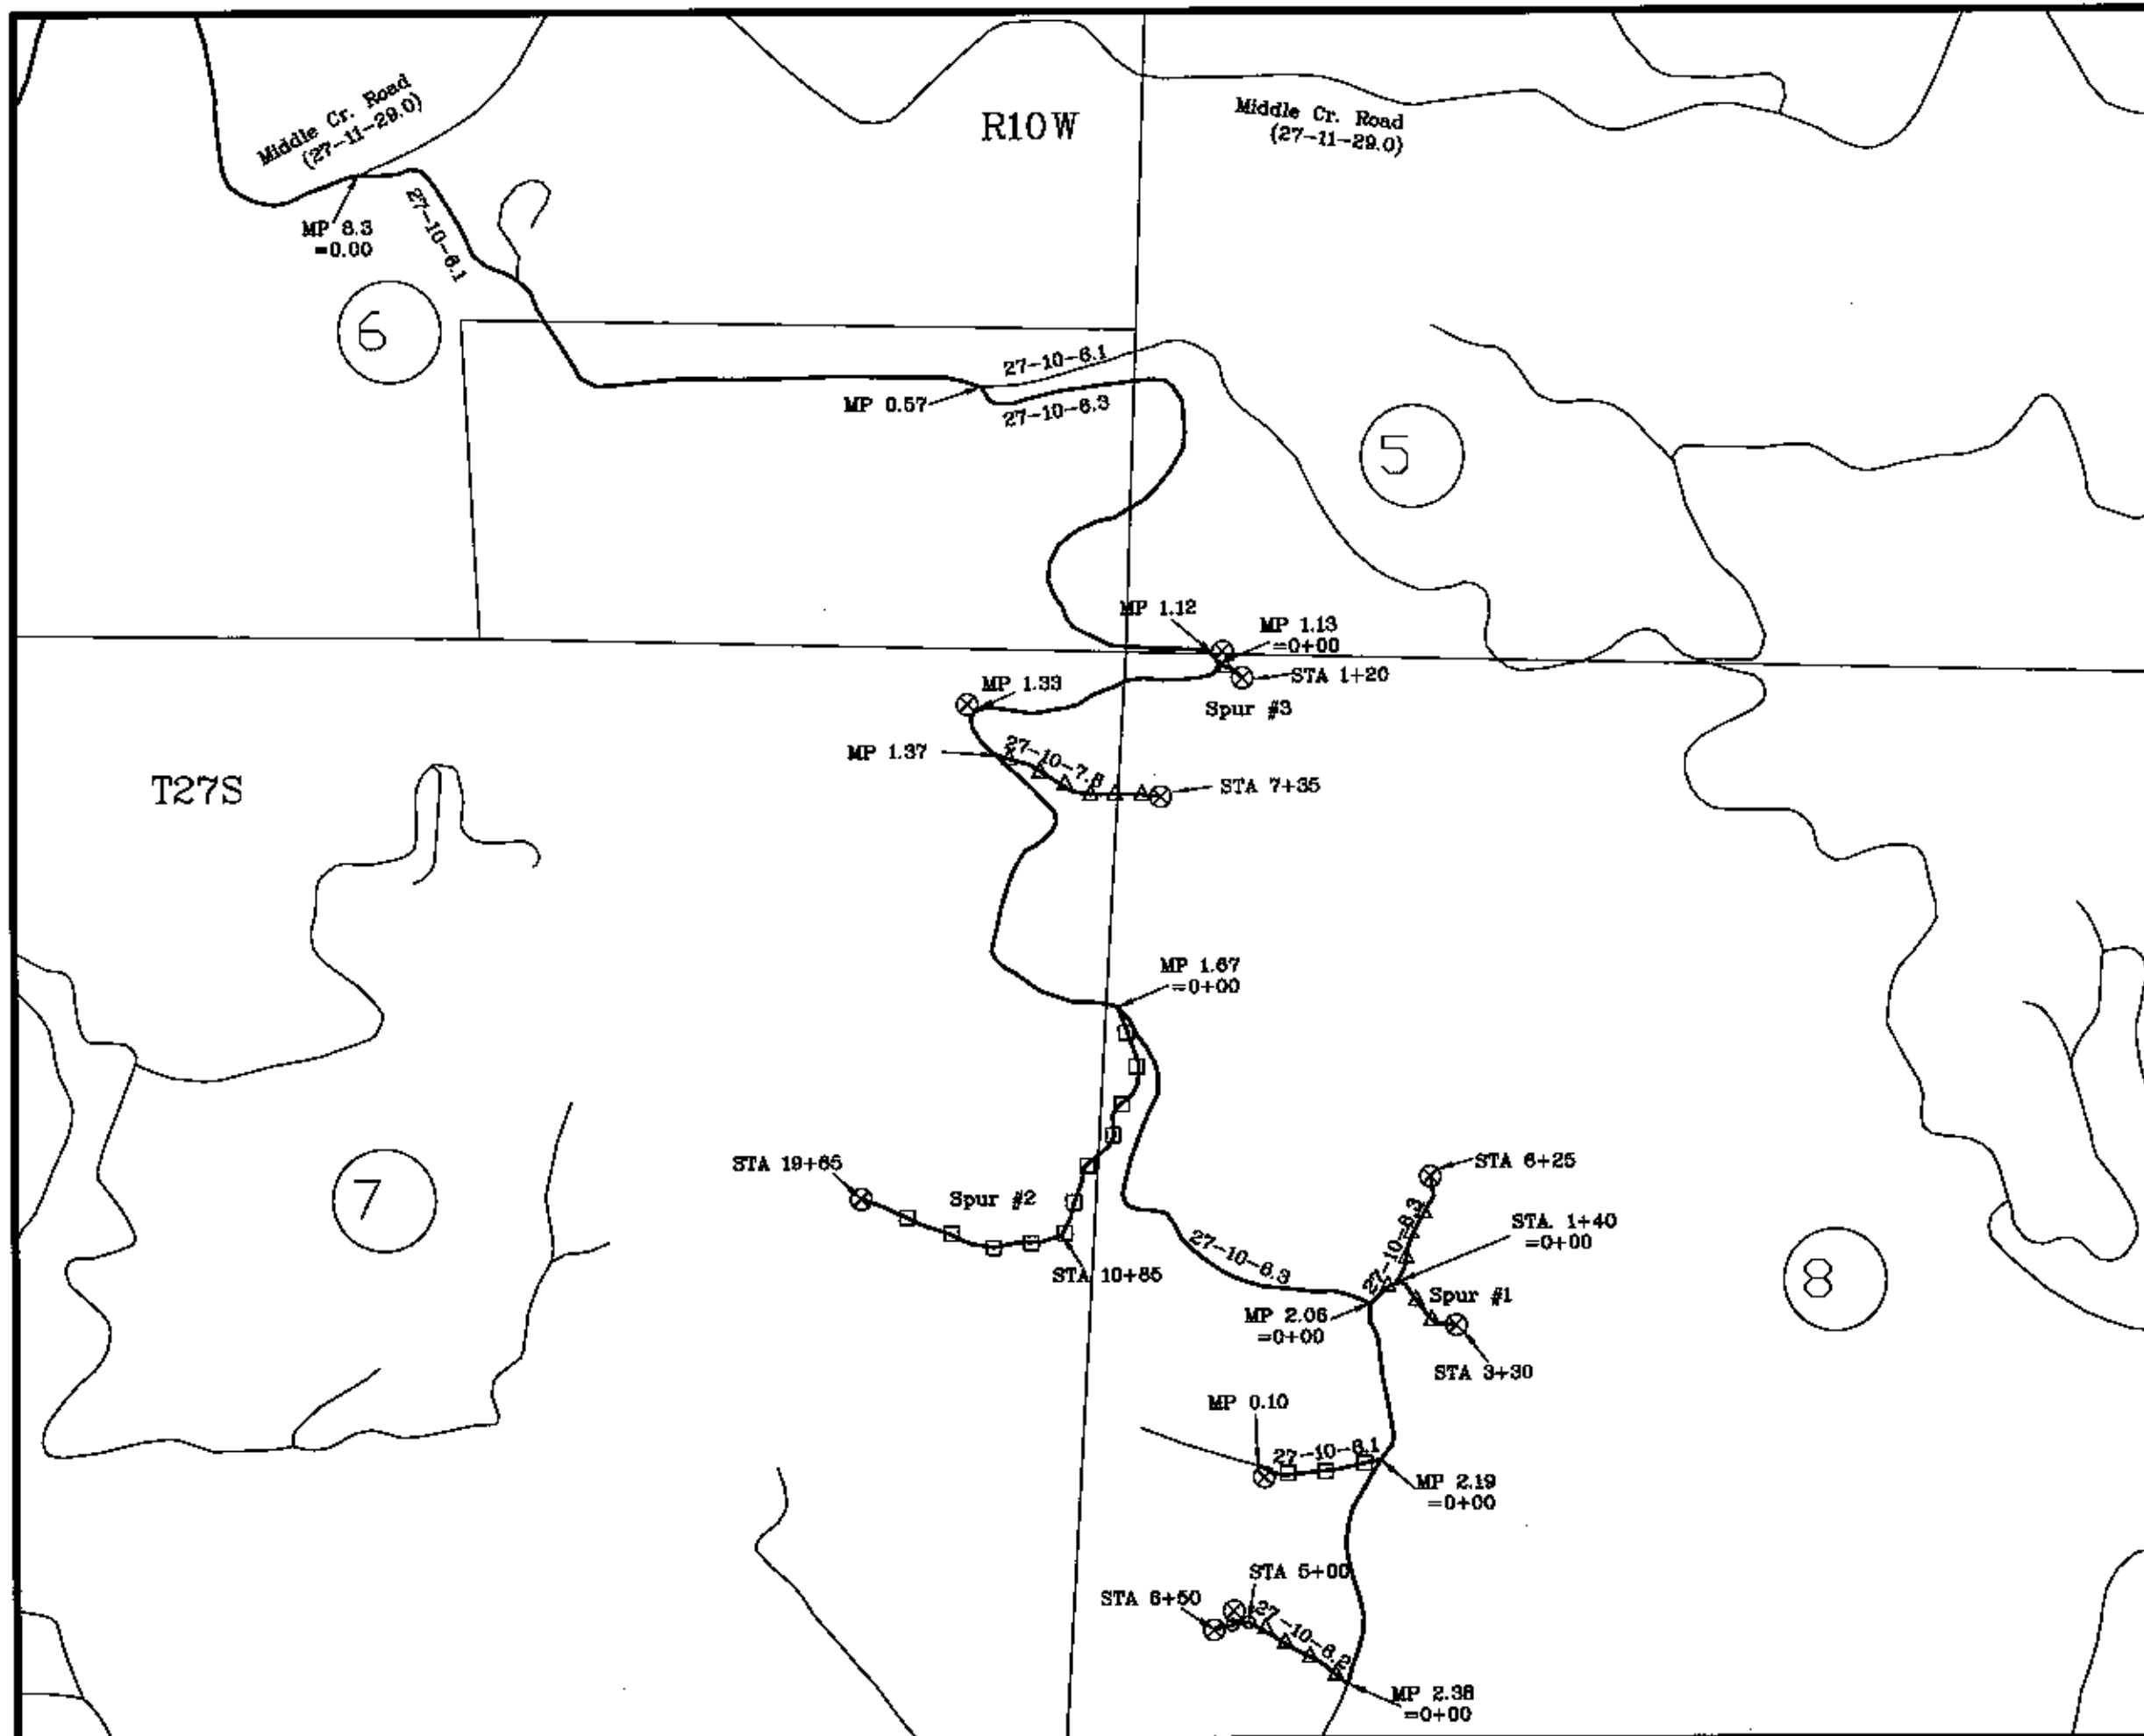 Middle Cr. Road
(27-11-29.0)
R10W
Middle Cr. Road
(27-11-29.0)
MP 8.3
=0.00
27-10-6.1
6
27-10-6.1
MP 0.57
27-10-6.3
5
MP 1.12
MP 1.13
=0+00
STA 1+20
Spur #3
MP 1.33
MP 1.37
27-10-7.6
STA 7+35
T27S
MP 1.67
=0+00
STA 19+65
Spur #2
7
STA 10+85
27-10-6.3
STA 6+25
27-10-8.3
STA. 1+40
=0+00
Spur #1
8
MP 2.06
=0+00
STA 3+30
MP 0.10
27-10-8.1
MP 2.19
=0+00
STA 5+00
STA 6+50
27-10-8.2
MP 2.38
=0+00